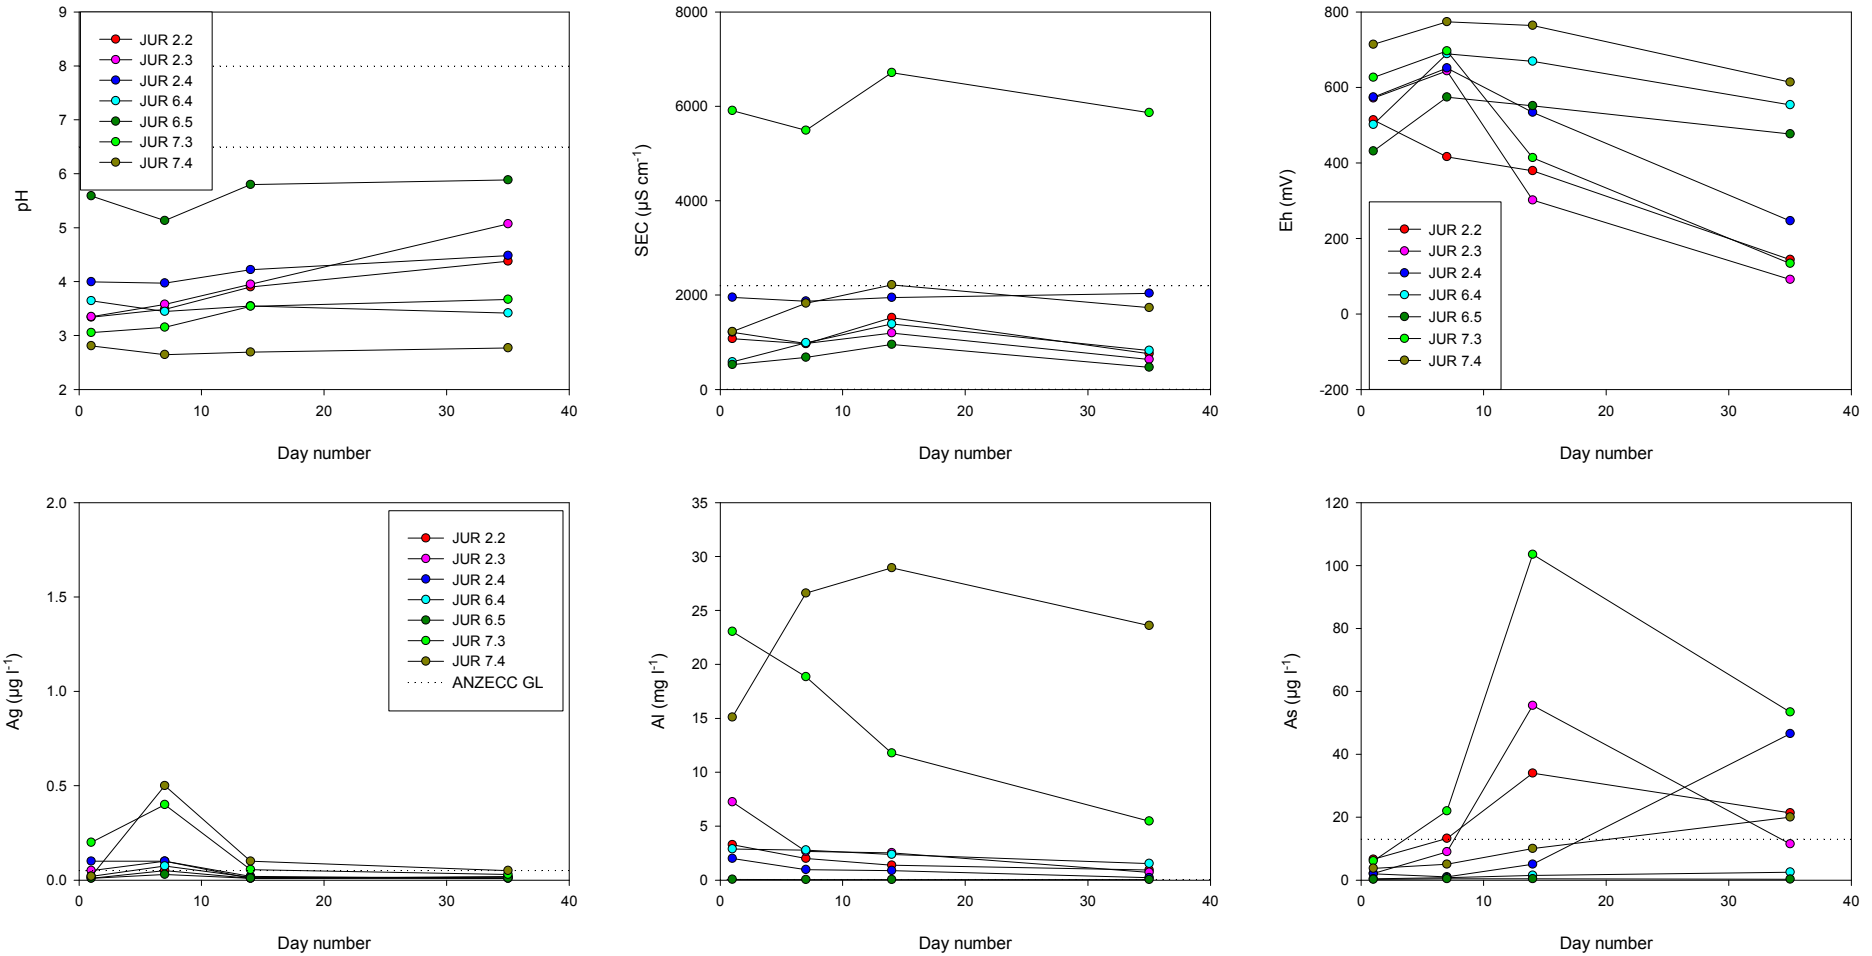 9
8
7
6
5
4
3
2
pH
JUR 2.2
JUR 2.3
JUR 2.4
JUR 6.4
JUR 6.5
JUR 7.3
JUR 7.4
0 10 20 30 40
Day number
8000
6000
4000
2000
0
SEC (µS cm⁻¹)
0 10 20 30 40
Day number
800
600
400
200
0
-200
Eh (mV)
JUR 2.2
JUR 2.3
JUR 2.4
JUR 6.4
JUR 6.5
JUR 7.3
JUR 7.4
0 10 20 30 40
Day number
2.0
1.5
1.0
0.5
0.0
Ag (µg l⁻¹)
JUR 2.2
JUR 2.3
JUR 2.4
JUR 6.4
JUR 6.5
JUR 7.3
JUR 7.4
ANZECC GL
0 10 20 30 40
Day number
35
30
25
20
15
10
5
0
Al (mg l⁻¹)
0 10 20 30 40
Day number
120
100
80
60
40
20
0
As (µg l⁻¹)
0 10 20 30 40
Day number